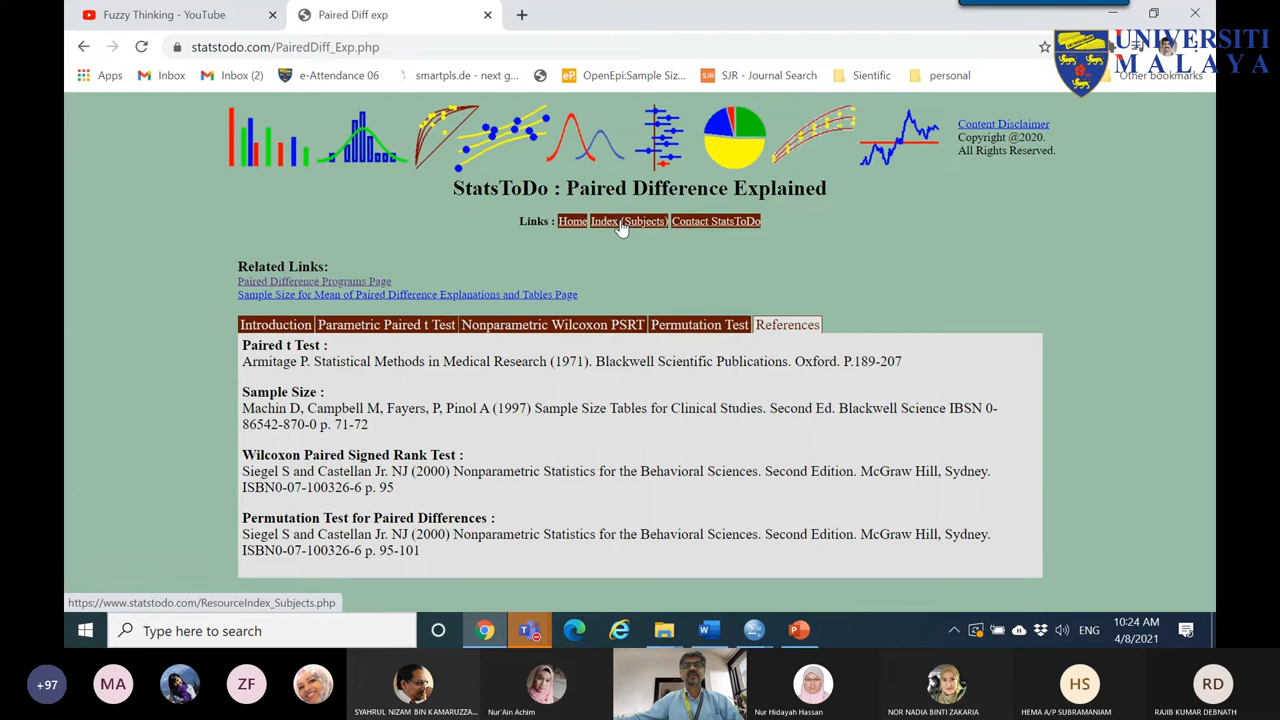 Fuzzy Thinking - YouTube
Paired Diff exp
statstodo.com/PairedDiff_Exp.php
UNIVERSITI
MALAYA
Apps
Inbox
Inbox (2)
e-Attendance 06
smartpls.de - next g...
eP.
OpenEpi:Sample Siz...
SJR
SJR - Journal Search
Sientific
personal
Other bookmarks
Content Disclaimer
Copyright @2020.
All Rights Reserved.
StatsToDo : Paired Difference Explained
Links : Home Index (Subjects) Contact StatsToDo
Related Links:
Paired Difference Programs Page
Sample Size for Mean of Paired Difference Explanations and Tables Page
Introduction Parametric Paired t Test Nonparametric Wilcoxon PSRT Permutation Test References
Paired t Test :
Armitage P. Statistical Methods in Medical Research (1971). Blackwell Scientific Publications. Oxford. P.189-207
Sample Size :
Machin D, Campbell M, Fayers, P, Pinol A (1997) Sample Size Tables for Clinical Studies. Second Ed. Blackwell Science IBSN 0-
86542-870-0 p. 71-72
Wilcoxon Paired Signed Rank Test :
Siegel S and Castellan Jr. NJ (2000) Nonparametric Statistics for the Behavioral Sciences. Second Edition. McGraw Hill, Sydney.
ISBN0-07-100326-6 p. 95
Permutation Test for Paired Differences :
Siegel S and Castellan Jr. NJ (2000) Nonparametric Statistics for the Behavioral Sciences. Second Edition. McGraw Hill, Sydney.
ISBN0-07-100326-6 p. 95-101
https://www.statstodo.com/ResourceIndex_Subjects.php
Type here to search
ENG
10:24 AM
4/8/2021
+97
MA
ZF
SYAHRUL NIZAM BIN KAMARUZZA...
Nur'Ain Achim
Nur Hidayah Hassan
NOR NADIA BINTI ZAKARIA
HS
HEMA A/P SUBRAMANIAM
RD
RAJIB KUMAR DEBNATH